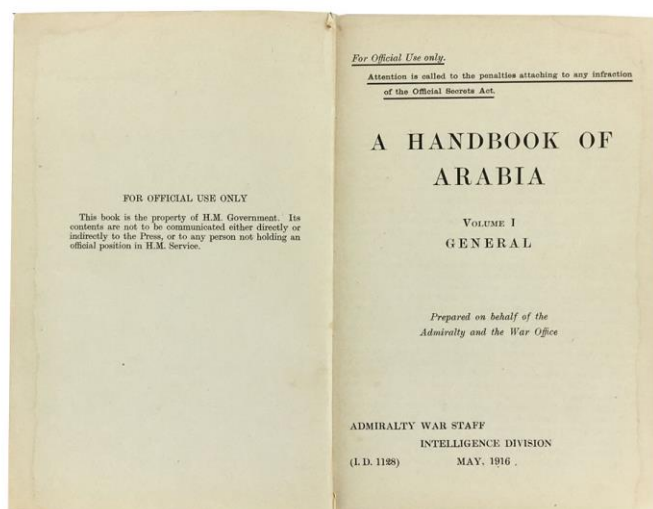 FOR OFFICIAL USE ONLY
This book is the property of H.M. Government. Its
contents are not to be communicated either directly or
indirectly to the Press, or to any person not holding an
official position in H.M. Service.
For Official Use only.
Attention is called to the penalties attaching to any infraction
of the Official Secrets Act.
A HANDBOOK OF
ARABIA
VOLUME I
GENERAL
Prepared on behalf of the
Admiralty and the War Office
ADMIRALTY WAR STAFF
INTELLIGENCE DIVISION
(I. D. 1128) MAY, 1916